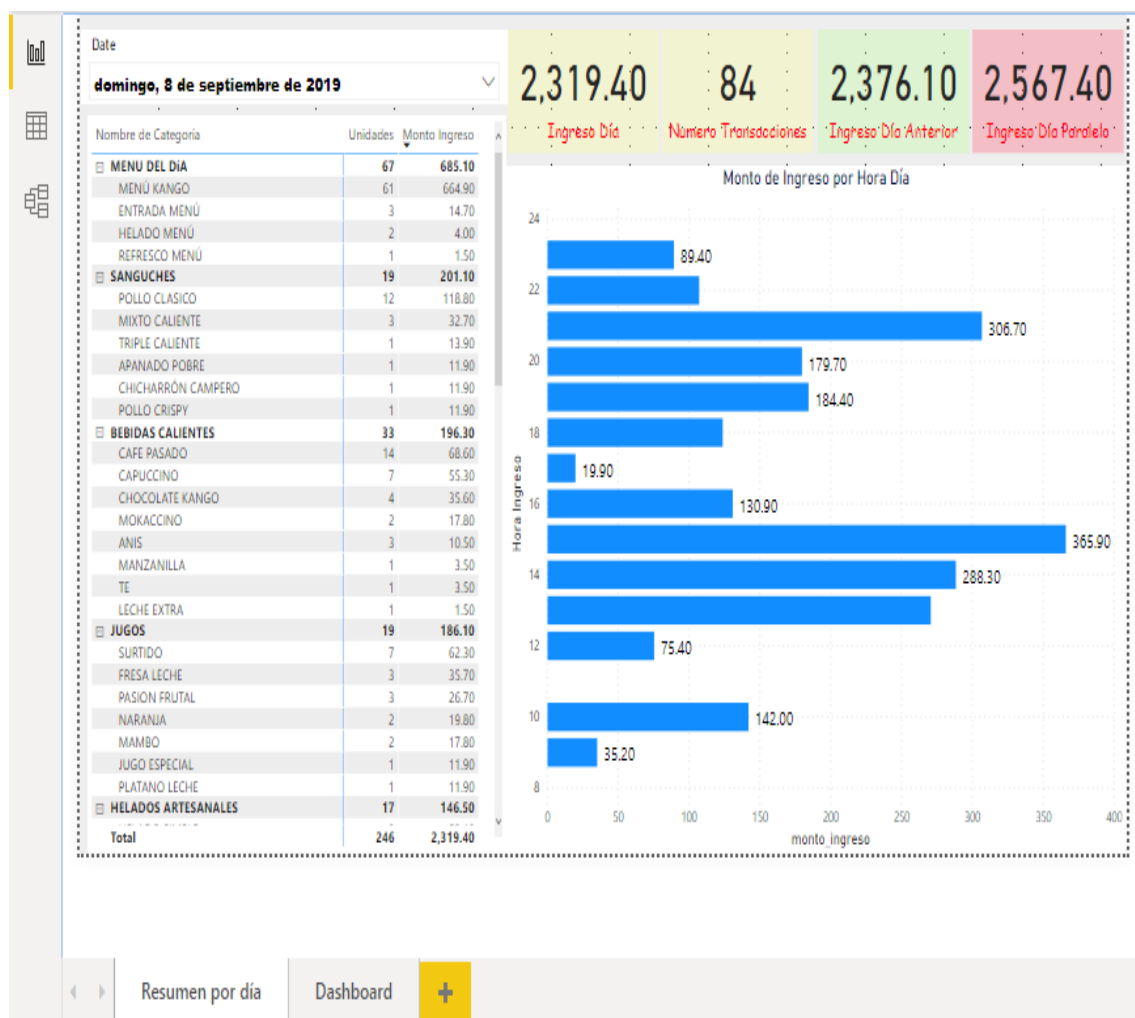 Date
domingo, 8 de septiembre de 2019
2,319.40
Ingreso Día
84
Numero Transacciones
2,376.10
Ingreso Día Anterior
2,567.40
Ingreso Día Paralelo
Nombre de Categoria Unidades Monto Ingreso
MENU DEL DÍA 67 685.10
MENÚ KANGO 61 664.90
ENTRADA MENÚ 3 14.70
HELADO MENÚ 2 4.00
REFRESCO MENÚ 1 1.50
SANGUCHES 19 201.10
POLLO CLASICO 12 118.80
MIXTO CALIENTE 3 32.70
TRIPLE CALIENTE 1 13.90
APANADO POBRE 1 11.90
CHICHARRÓN CAMPERO 1 11.90
POLLO CRISPY 1 11.90
BEBIDAS CALIENTES 33 196.30
CAFE PASADO 14 68.60
CAPUCCINO 7 55.30
CHOCOLATE KANGO 4 35.60
MOKACCINO 2 17.80
ANIS 3 10.50
MANZANILLA 1 3.50
TE 1 3.50
LECHE EXTRA 1 1.50
JUGOS 19 186.10
SURTIDO 7 62.30
FRESA LECHE 3 35.70
PASION FRUTAL 3 26.70
NARANJA 2 19.80
MAMBO 2 17.80
JUGO ESPECIAL 1 11.90
PLATANO LECHE 1 11.90
HELADOS ARTESANALES 17 146.50
Total 246 2,319.40
Monto de Ingreso por Hora Día
Hora Ingreso
24
89.40
22
306.70
20
179.70
184.40
18
19.90
16
130.90
365.90
14
288.30
12
75.40
10
142.00
35.20
8
0 50 100 150 200 250 300 350 400
monto_ingreso
Resumen por día
Dashboard
+